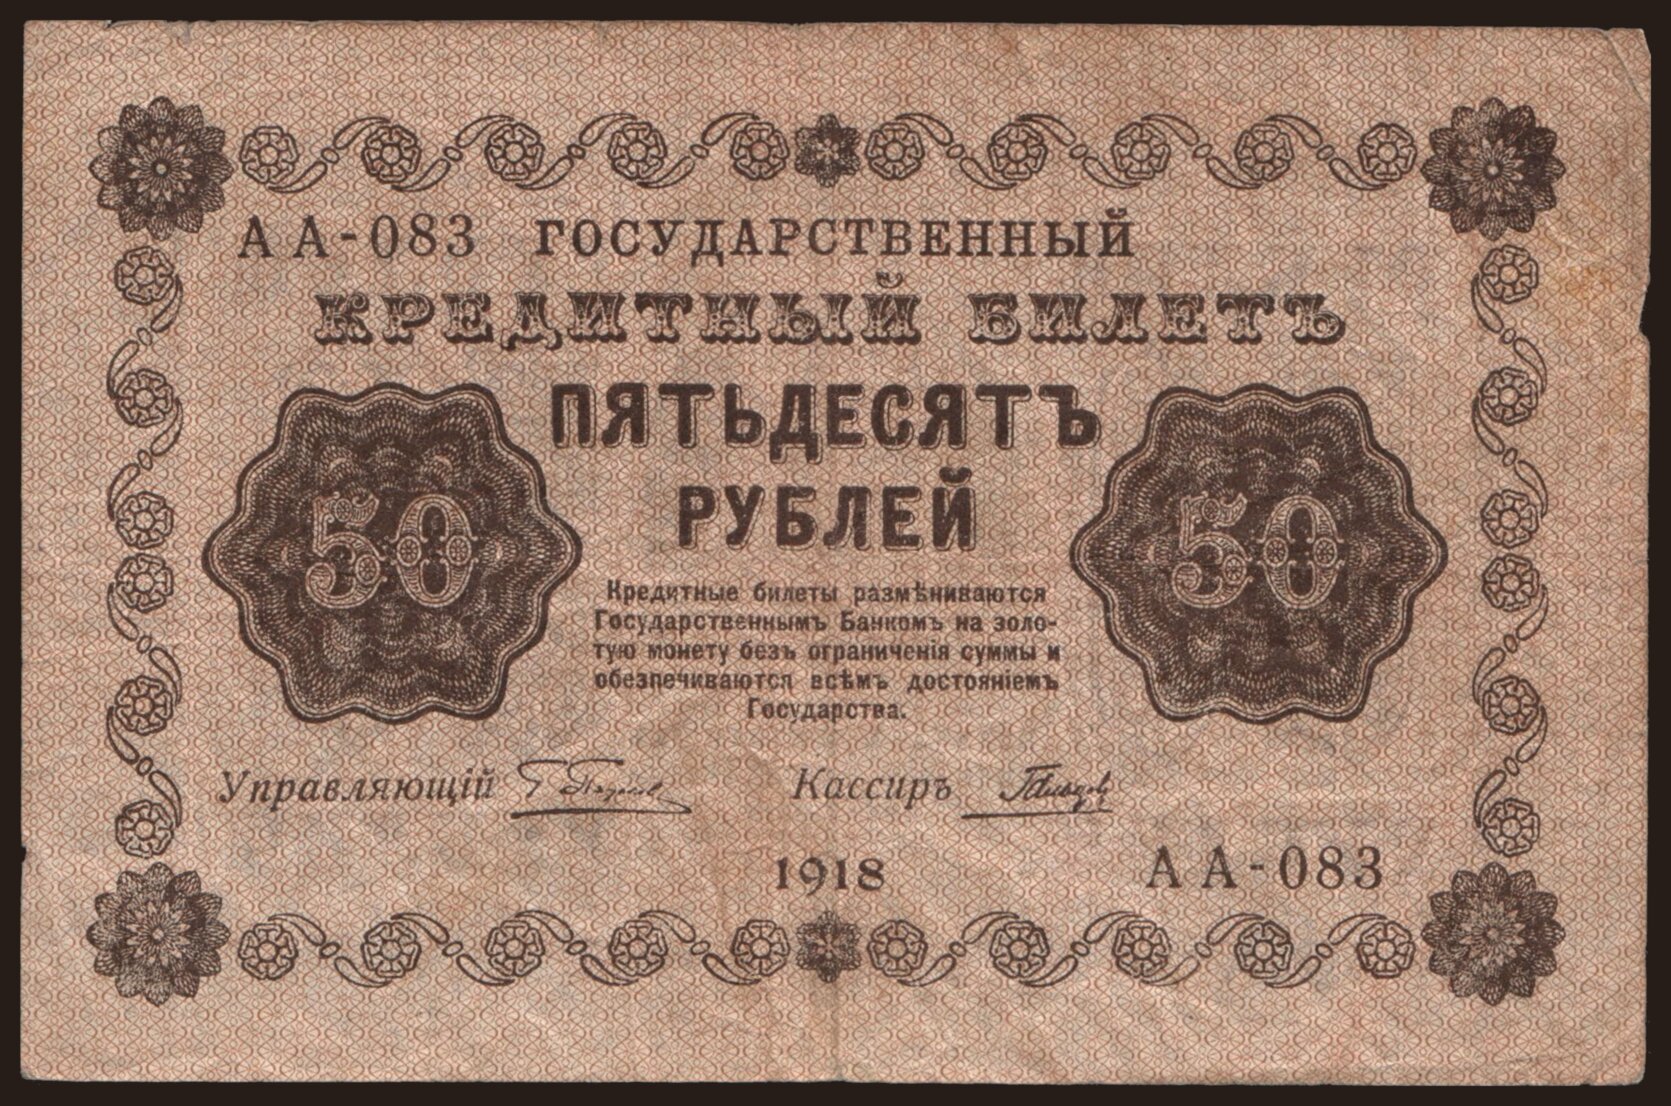 АА-083 ГОСУДАРСТВЕННЫЙ
КРЕДИТНЫЙ БИЛЕТЪ
ПЯТЬДЕСЯТЪ
РУБЛЕЙ
50 50
Кредитные билеты размѣниваются
Государственнымъ Банкомъ на золо-
тую монету безъ ограниченія суммы и
обезпечиваются всѣмъ достояніемъ
Государства.
Управляющій Кассиръ
1918 АА-083